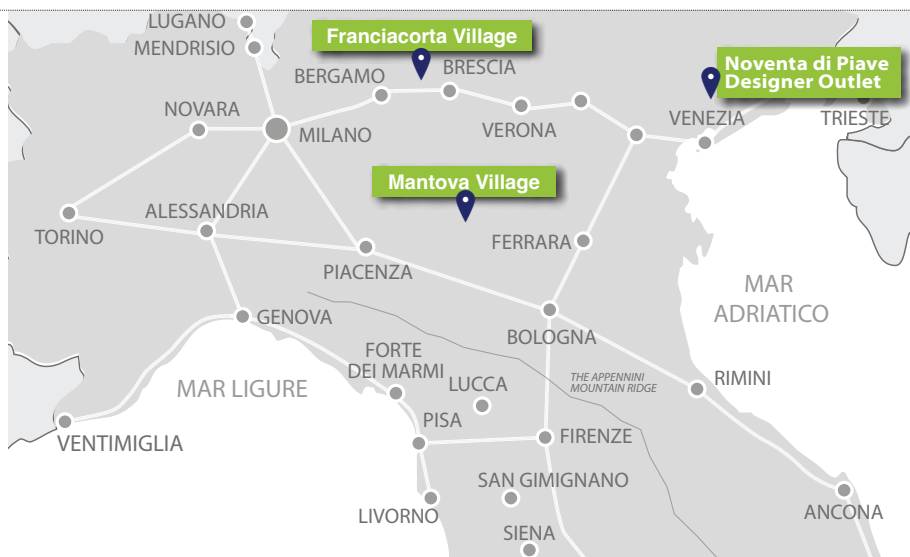 LUGANO
MENDRISIO
Franciacorta Village
BERGAMO
BRESCIA
Noventa di Piave
Designer Outlet
NOVARA
MILANO
VERONA
VENEZIA
TRIESTE
Mantova Village
ALESSANDRIA
TORINO
FERRARA
PIACENZA
MAR
ADRIATICO
GENOVA
BOLOGNA
FORTE
DEI MARMI
THE APPENNINI
MOUNTAIN RIDGE
RIMINI
MAR LIGURE
LUCCA
PISA
VENTIMIGLIA
FIRENZE
SAN GIMIGNANO
LIVORNO
ANCONA
SIENA